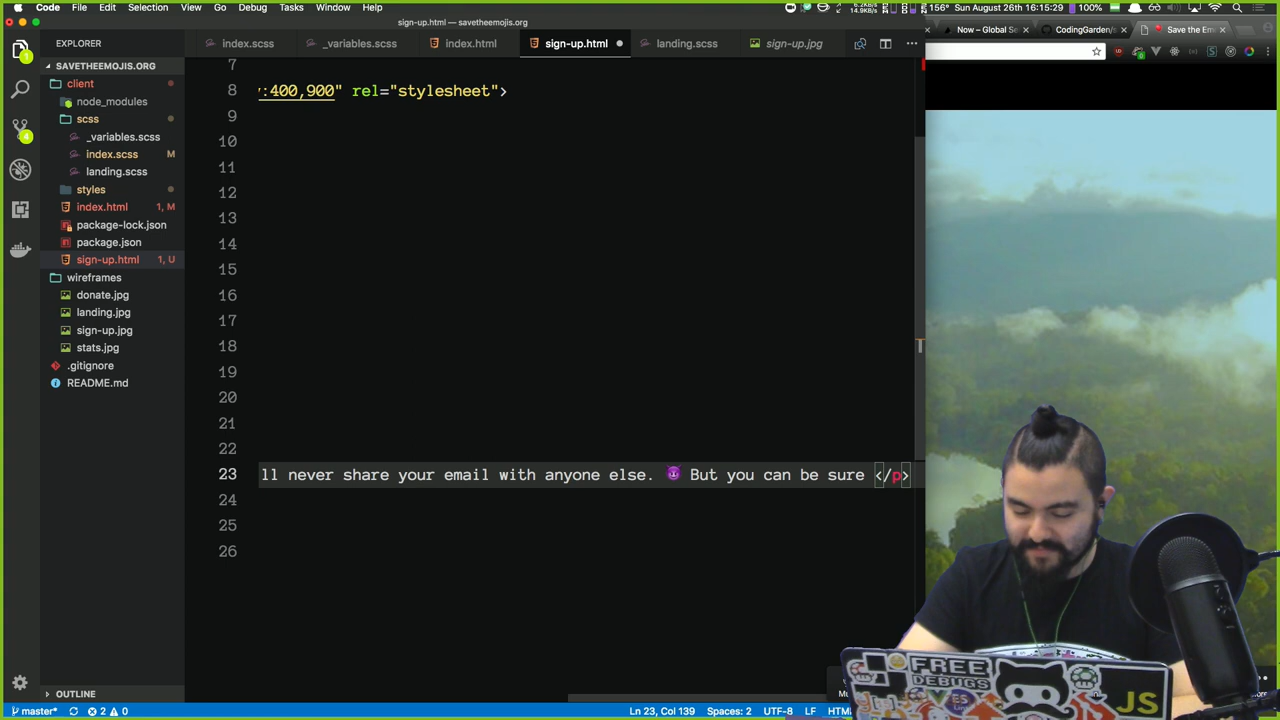 Code File Edit Selection View Go Debug Tasks Window Help
14.9KB/s 156° Sun August 26th 16:15:29 100%
sign-up.html — savetheemojis.org
EXPLORER
index.scss _variables.scss index.html sign-up.html landing.scss sign-up.jpg
Now – Global Se CodingGarden/ Save the Em
SAVETHEEMOJIS.ORG
client
node_modules
scss
_variables.scss
index.scss M
landing.scss
styles
index.html 1, M
package-lock.json
package.json
sign-up.html 1, U
wireframes
donate.jpg
landing.jpg
sign-up.jpg
stats.jpg
.gitignore
README.md
1
4
7
8 y:400,900" rel="stylesheet">
9
10
11
12
13
14
15
16
17
18
19
20
21
22
23 ll never share your email with anyone else. 😈 But you can be sure </p>
24
25
26
OUTLINE
master* 2 0 Ln 23, Col 139 Spaces: 2 UTF-8 LF HTM
FREE
DEBUGS
JS